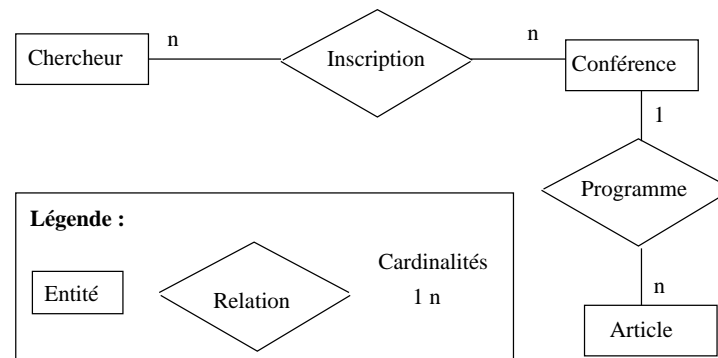 n
n
Chercheur
Inscription
Conférence
1
Programme
Légende :
Cardinalités
1 n
Entité
Relation
n
Article